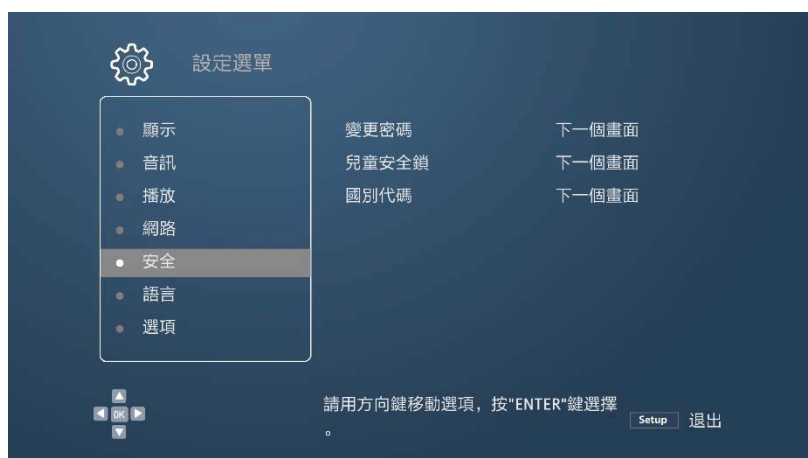 設定選單
顯示
音訊
播放
網路
安全
語言
選項
變更密碼 下一個畫面
兒童安全鎖 下一個畫面
國別代碼 下一個畫面
OK
請用方向鍵移動選項，按"ENTER"鍵選擇
。
Setup 退出